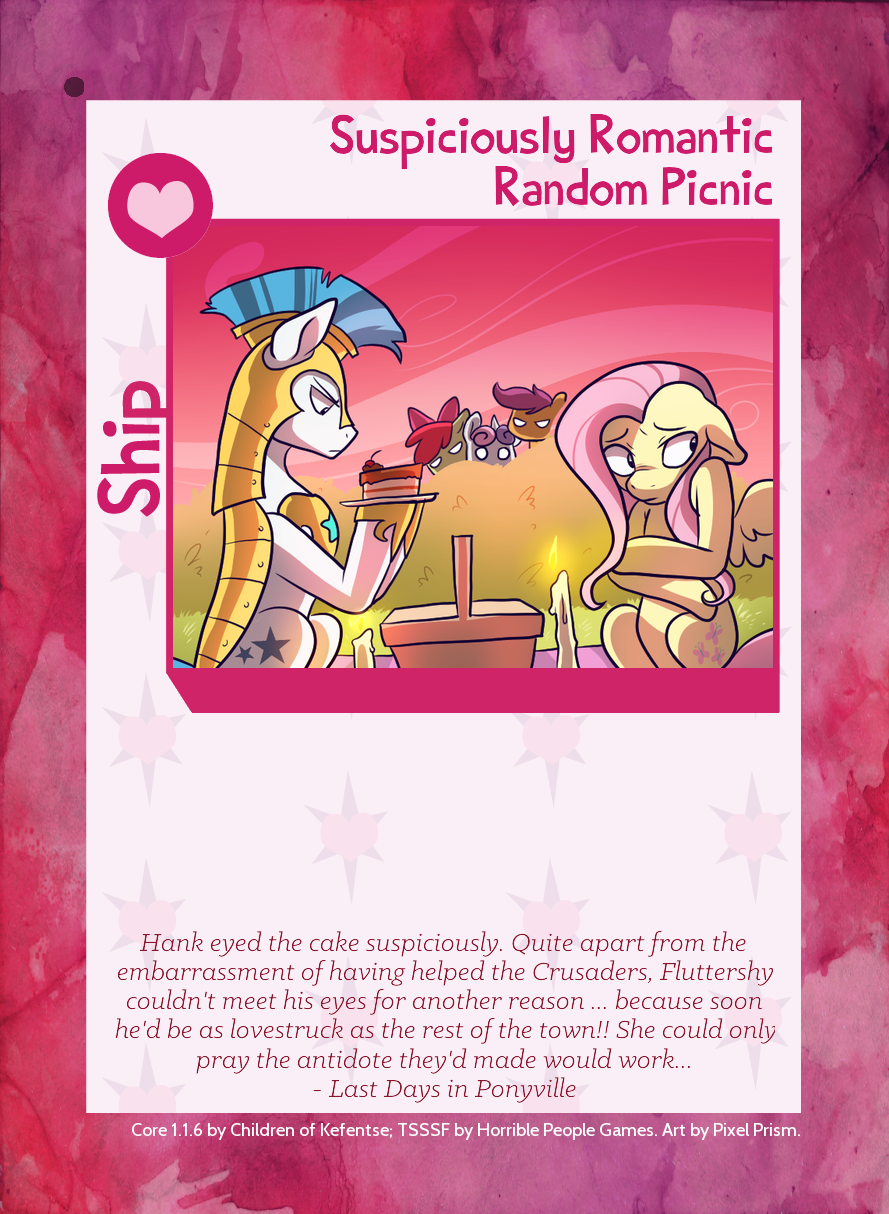 Suspiciously Romantic
Random Picnic
Ship
Hank eyed the cake suspiciously. Quite apart from the
embarrassment of having helped the Crusaders, Fluttershy
couldn't meet his eyes for another reason ... because soon
he'd be as lovestruck as the rest of the town!! She could only
pray the antidote they'd made would work...
- Last Days in Ponyville
Core 1.1.6 by Children of Kefentse; TSSSF by Horrible People Games. Art by Pixel Prism.